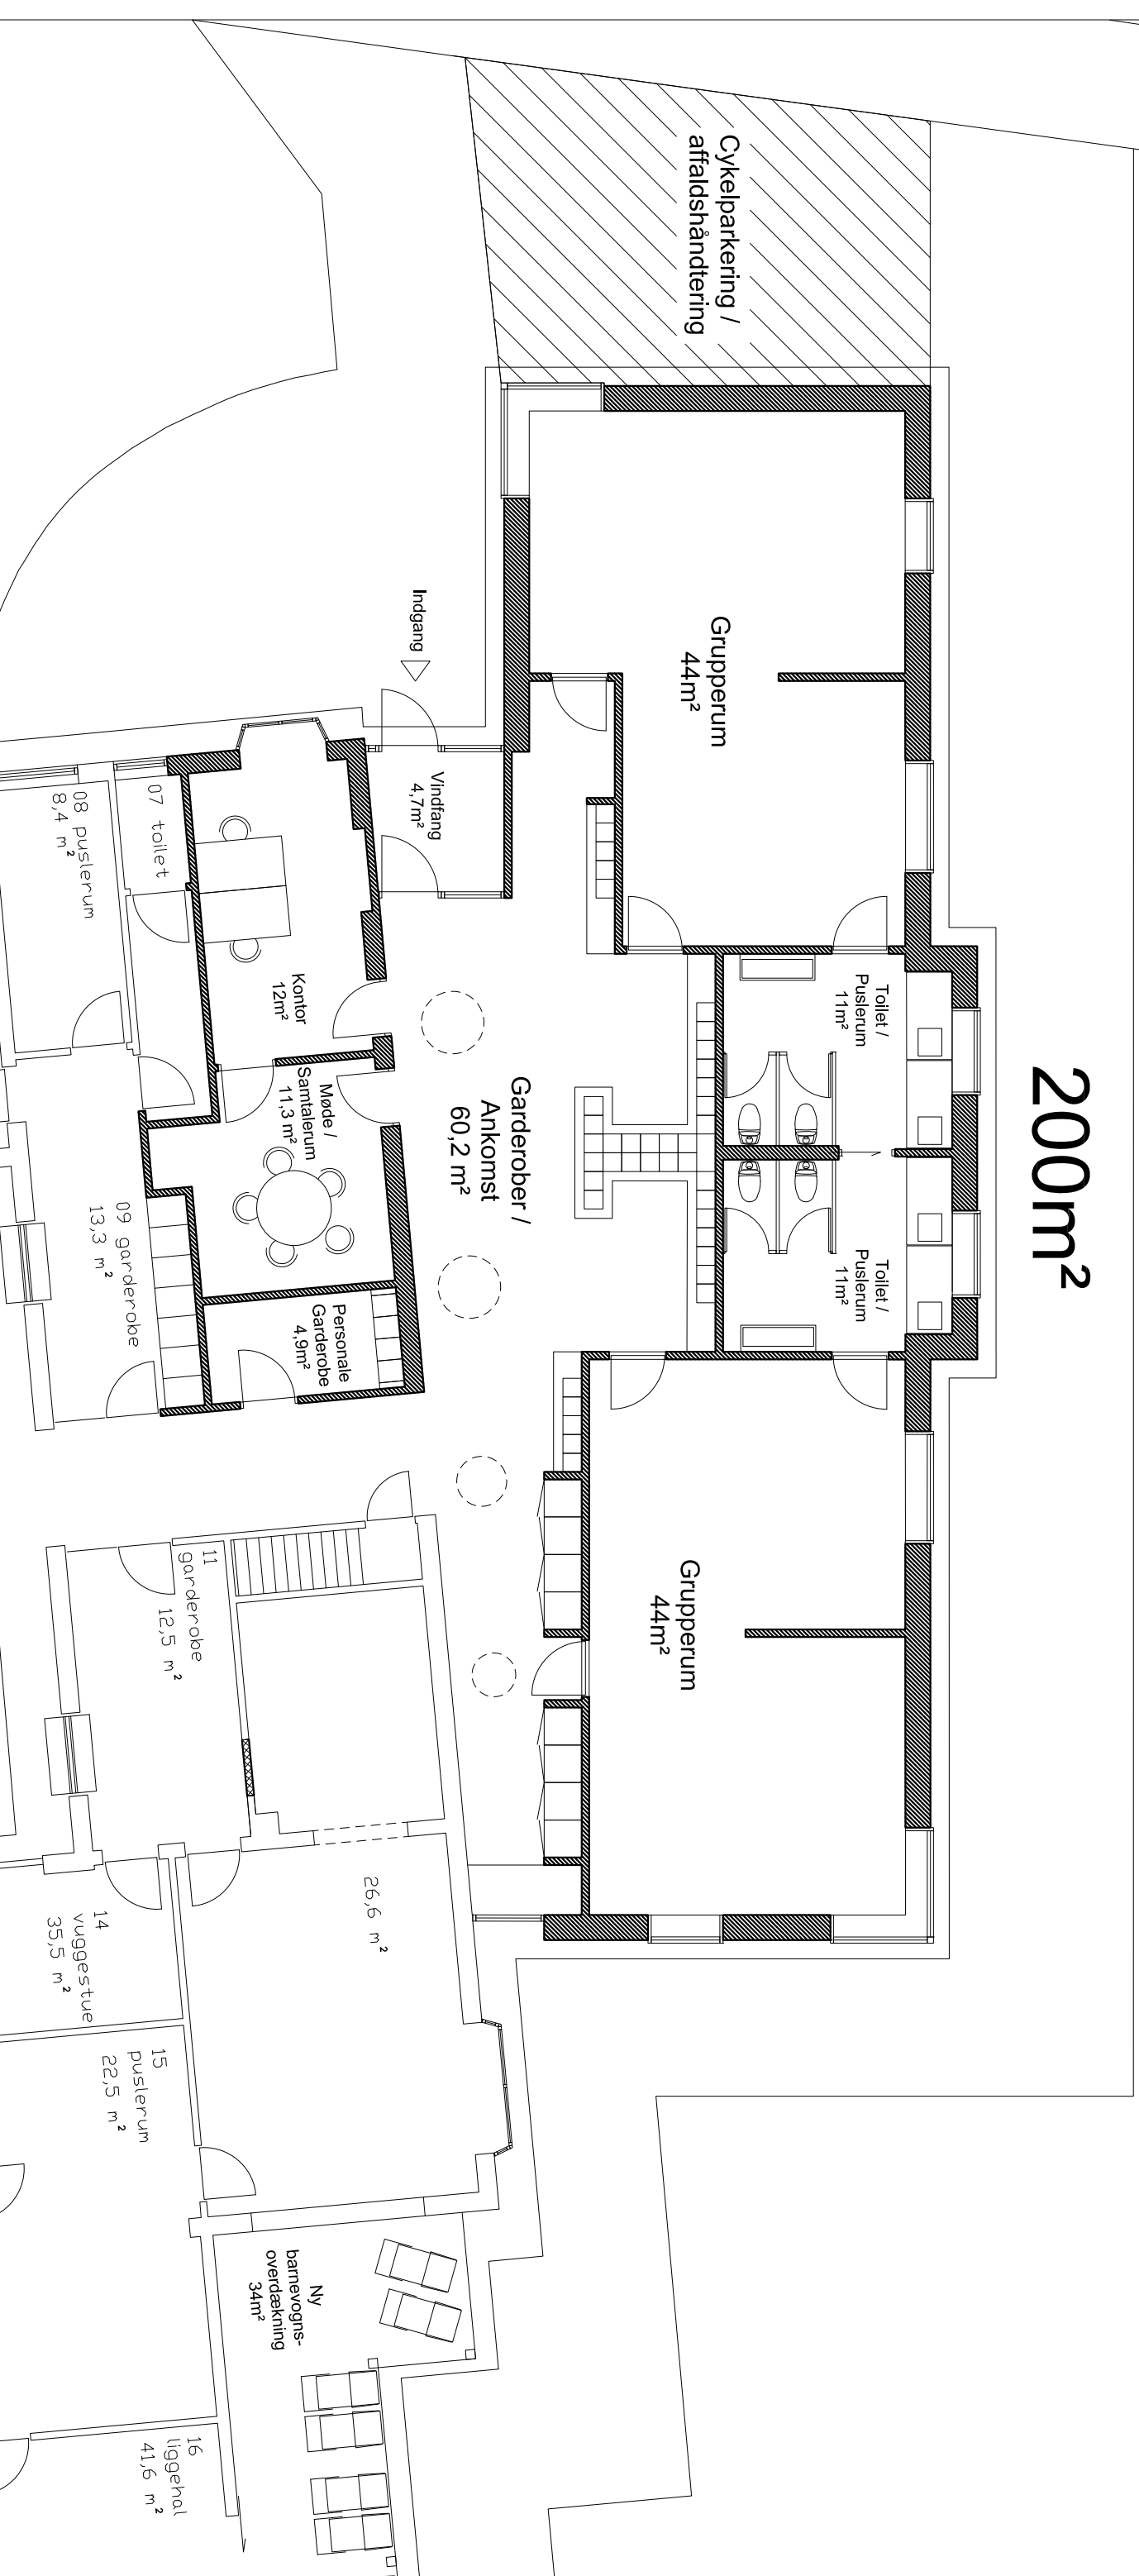 200m²
Cykelparkering /
affaldshåndtering
Grupperum
44m²
Indgang
Vindfang
4,7m²
Toilet /
Puslerum
11m²
Toilet /
Puslerum
11m²
07 toilet
08 puslerum
8,4 m²
Kontor
12m²
Garderober /
Ankomst
60,2 m²
Møde /
Samtalerum
11,3 m²
09 garderobe
13,3 m²
Personale
Garderobe
4,9m²
Grupperum
44m²
11
garderobe
12,5 m²
26,6 m²
14
vuggestue
35,5 m²
15
puslerum
22,5 m²
Ny
barnevogns-
overdækning
34m²
16
liggehal
41,6 m²